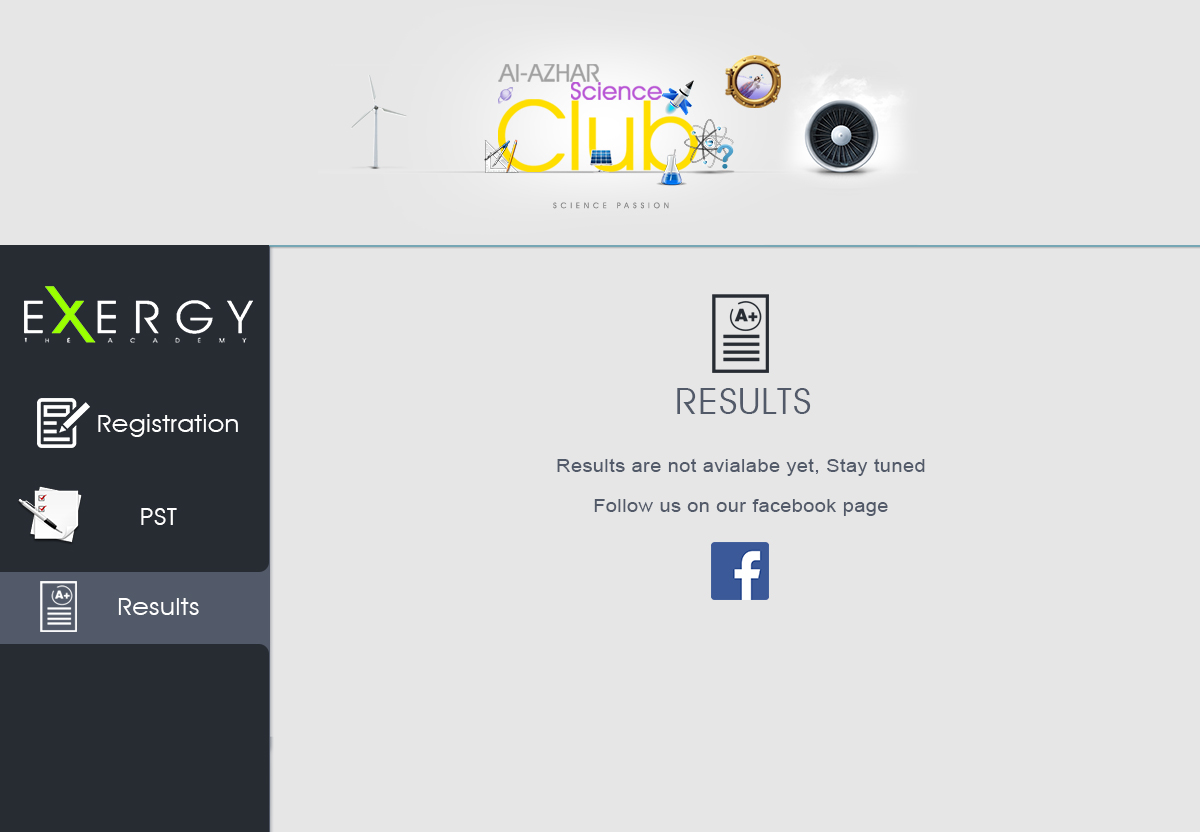 Al-AZHAR
Science
Club
?
SCIENCE PASSION
EXERGY
THE ACADEMY
Registration
PST
A+
Results
A+
RESULTS
Results are not avialabe yet, Stay tuned
Follow us on our facebook page
f